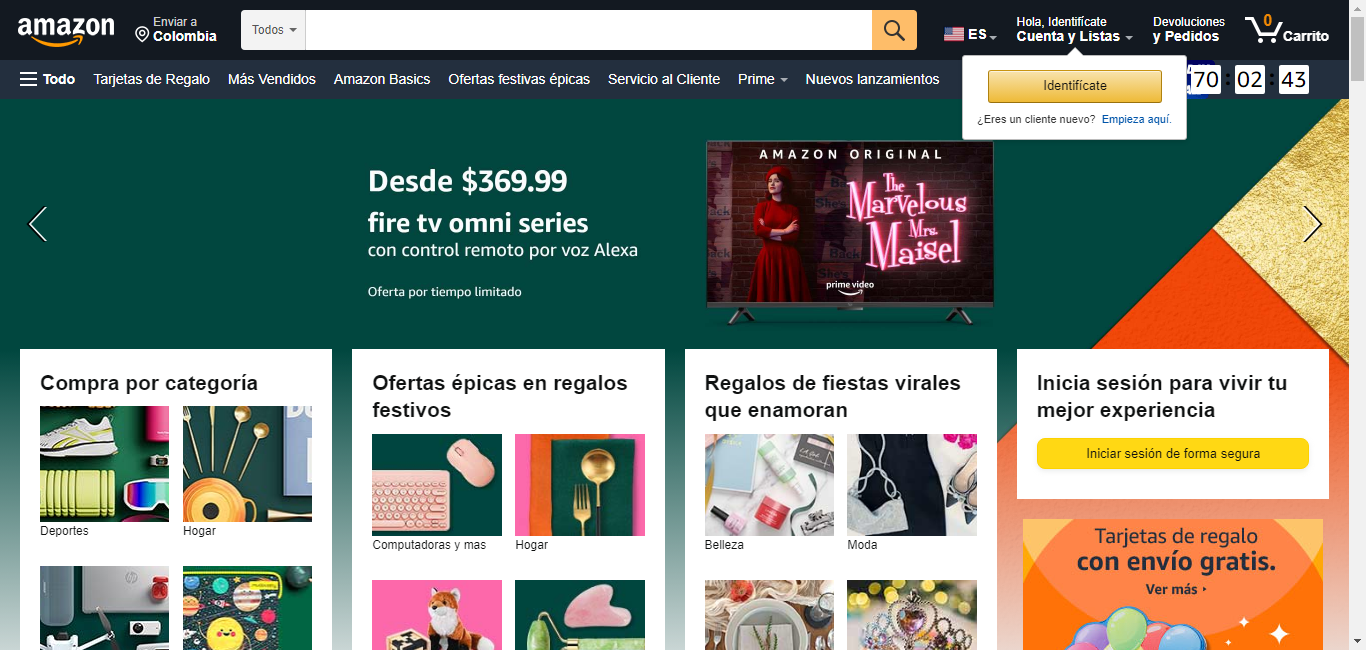 amazon
Enviar a
Colombia
Todos
ES
Hola, Identifícate
Cuenta y Listas
Devoluciones
y Pedidos
0
Carrito
Todo
Tarjetas de Regalo
Más Vendidos
Amazon Basics
Ofertas festivas épicas
Servicio al Cliente
Prime
Nuevos lanzamientos
70 : 02 : 43
Identifícate
¿Eres un cliente nuevo? Empieza aquí.
Desde $369.99
fire tv omni series
con control remoto por voz Alexa
Oferta por tiempo limitado
AMAZON ORIGINAL
The
Marvelous
Mrs.
Maisel
prime video
Compra por categoría
Deportes
Hogar
Ofertas épicas en regalos
festivos
Computadoras y mas
Hogar
Regalos de fiestas virales
que enamoran
Belleza
Moda
Inicia sesión para vivir tu
mejor experiencia
Iniciar sesión de forma segura
Tarjetas de regalo
con envío gratis.
Ver más
hp